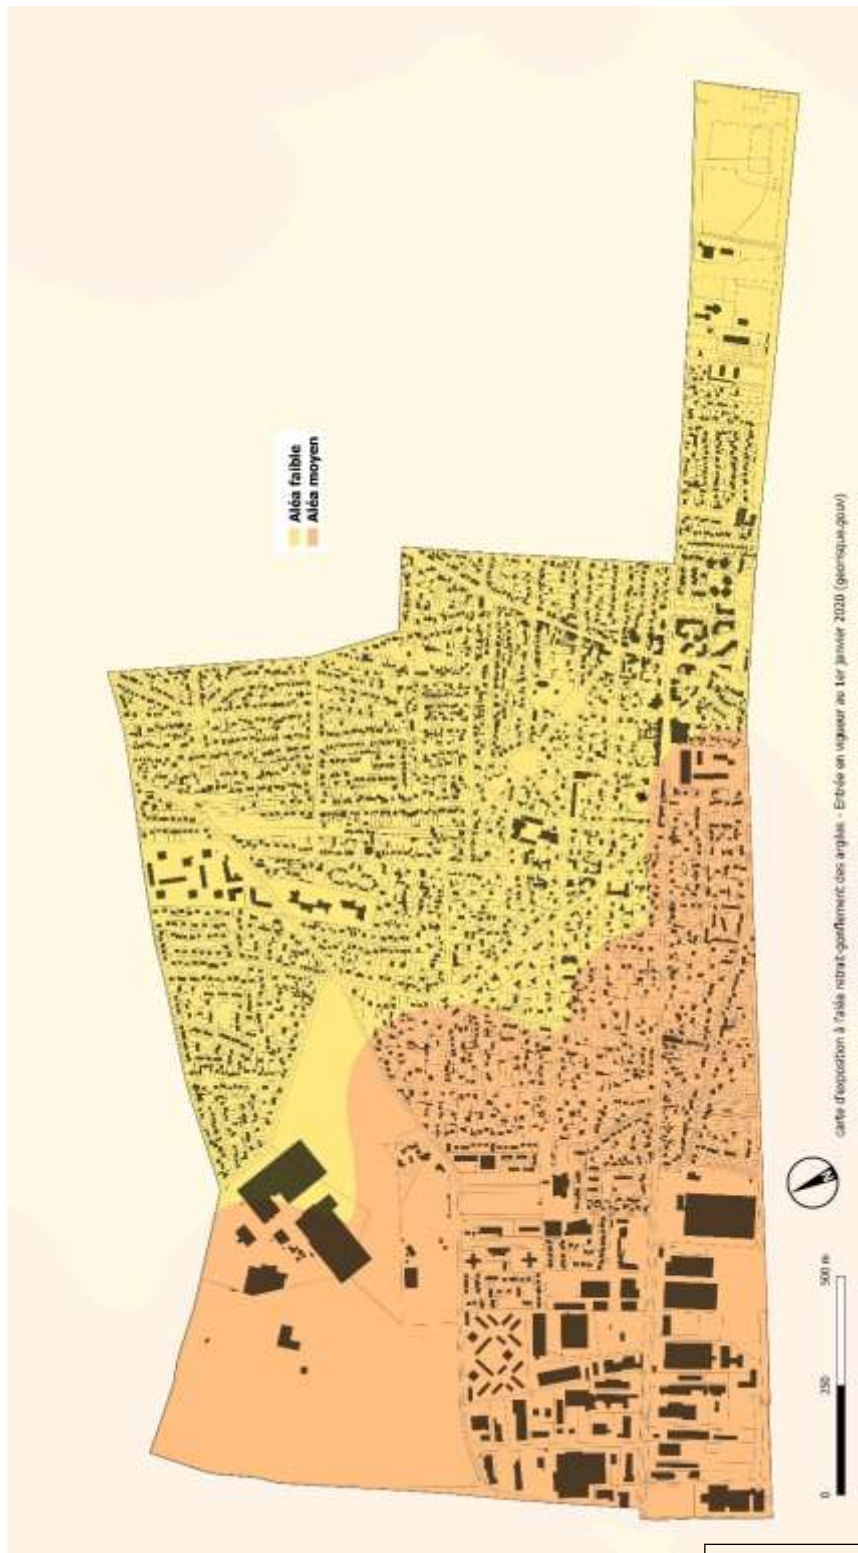 Aléa faible
Aléa moyen
carte d'exposition à l'aléa retrait-gonflement des argiles - Entrée en vigueur au 1er janvier 2020 (georisque.gouv)
N
0 250 500 m